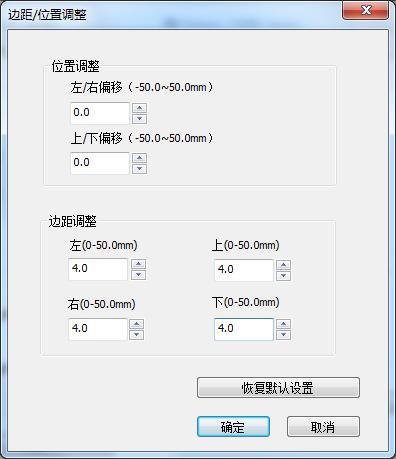 边距/位置调整
位置调整
左/右偏移（-50.0~50.0mm）
0.0
上/下偏移（-50.0~50.0mm）
0.0
边距调整
左(0-50.0mm)
上(0-50.0mm)
4.0
4.0
右(0-50.0mm)
下(0-50.0mm)
4.0
4.0
恢复默认设置
确定
取消